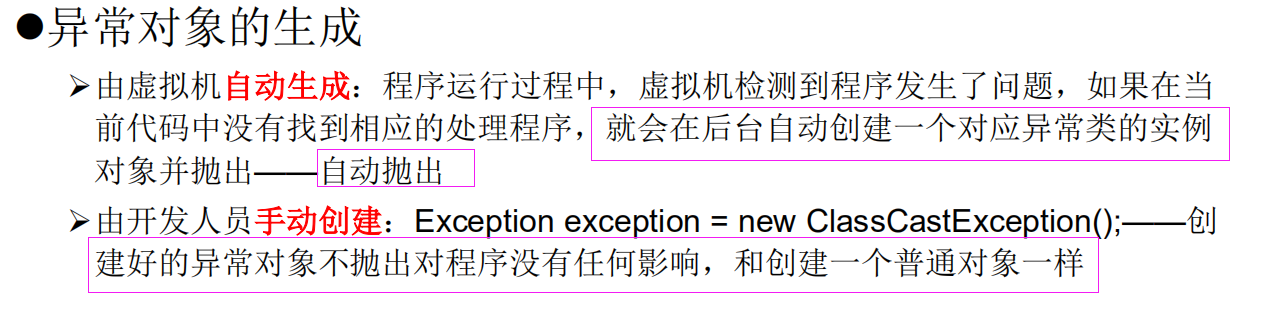 ●异常对象的生成
➢由虚拟机自动生成：程序运行过程中，虚拟机检测到程序发生了问题，如果在当
前代码中没有找到相应的处理程序，就会在后台自动创建一个对应异常类的实例
对象并抛出——自动抛出
➢由开发人员手动创建：Exception exception = new ClassCastException();——创
建好的异常对象不抛出对程序没有任何影响，和创建一个普通对象一样